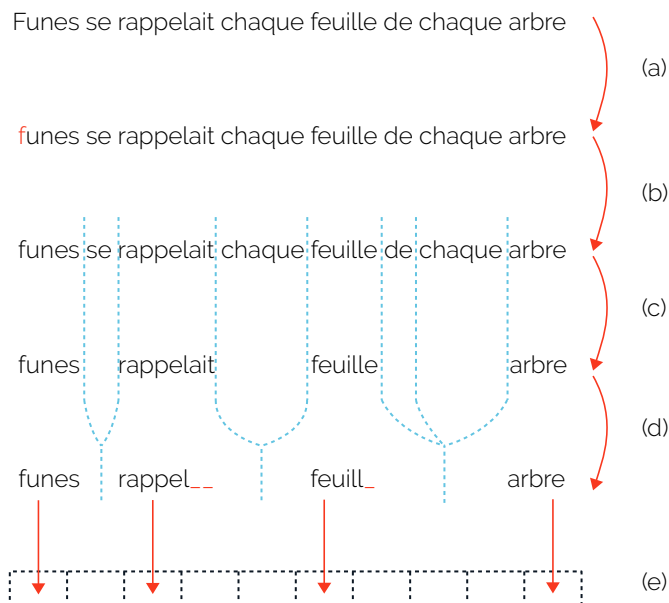 Funes se rappelait chaque feuille de chaque arbre
(a)
funes se rappelait chaque feuille de chaque arbre
(b)
funes se rappelait chaque feuille de chaque arbre
(c)
funes rappelait feuille arbre
(d)
funes rappel__ feuill_ arbre
(e)